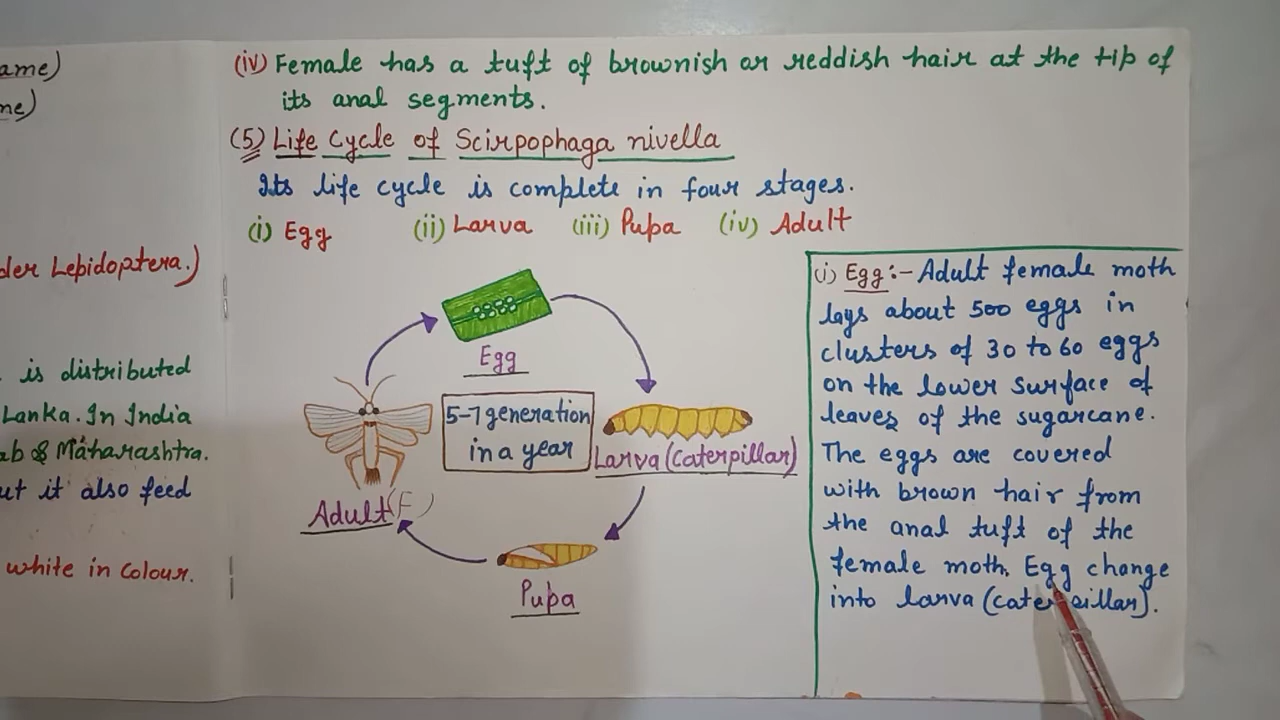 ame)
ne)
der Lepidoptera.)
is distributed
Lanka. In India
ab & Maharashtra.
ut it also feed
white in colour.
(iv) Female has a tuft of brownish or reddish hair at the tip of
its anal segments.
(5) Life Cycle of Scirpophaga nivella
Its life cycle is complete in four stages.
(i) Egg (ii) Larva (iii) Pupa (iv) Adult
Egg
5-7 generation
in a year
Larva (Caterpillar)
Adult (F)
Pupa
(i) Egg:- Adult female moth
lays about 500 eggs in
clusters of 30 to 60 eggs
on the lower surface of
leaves of the sugarcane.
The eggs are covered
with brown hair from
the anal tuft of the
female moth. Egg change
into larva (caterpillar).